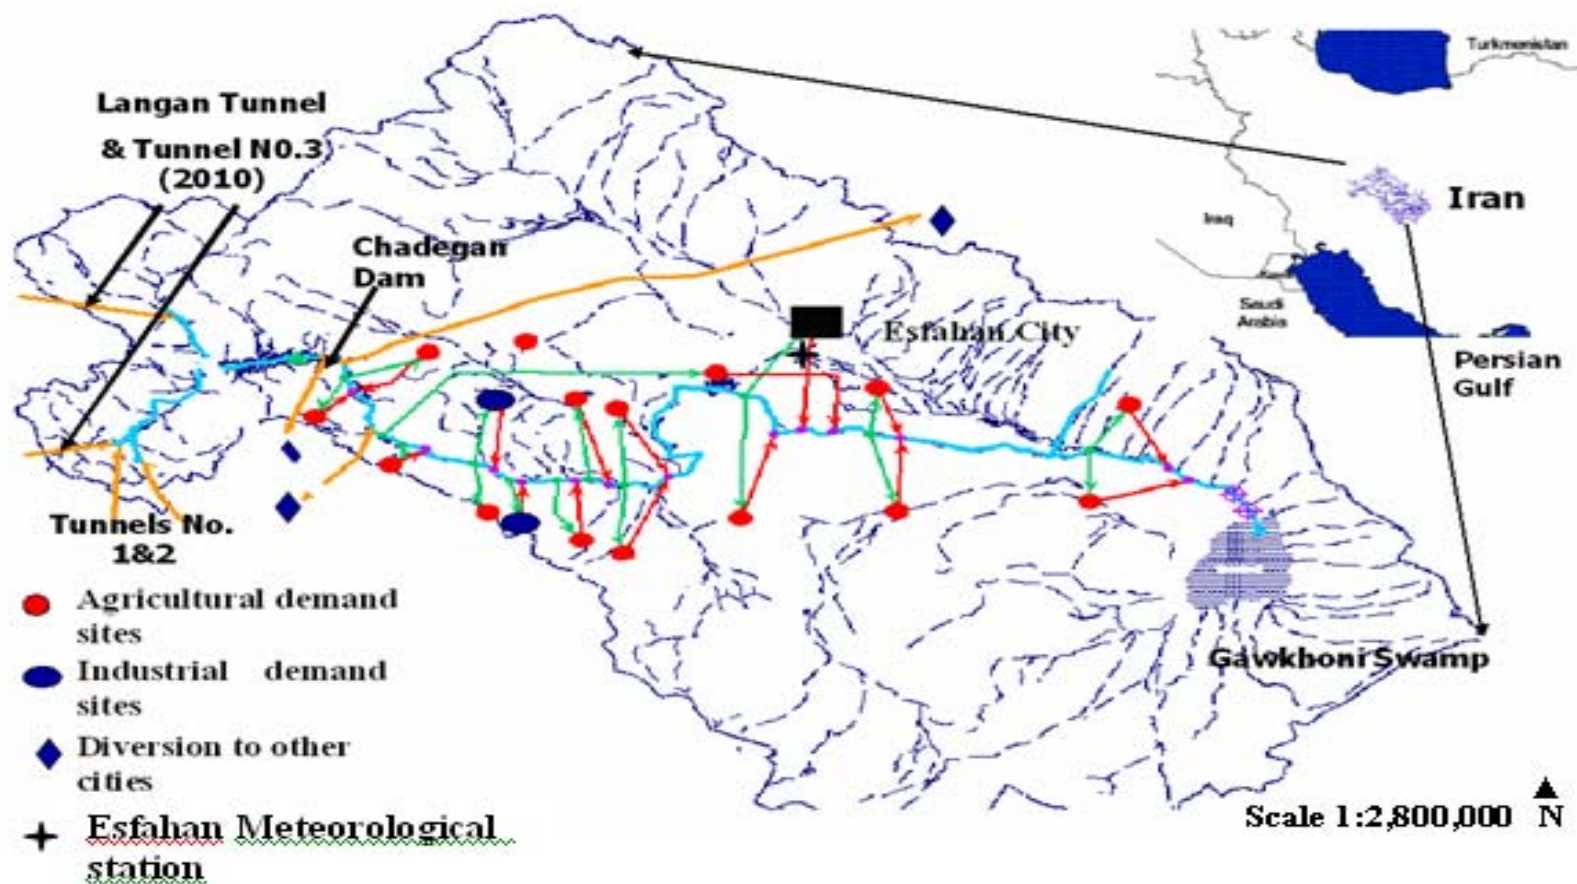 Langan Tunnel
& Tunnel N0.3
(2010)
Chadegan
Dam
Esfahan City
Turkmenistan
Iran
Iraq
Saudi
Arabia
Persian
Gulf
Tunnels No.
1&2
Gawkhoni Swamp
Agricultural demand
sites
Industrial demand
sites
Diversion to other
cities
Esfahan Meteorological
station
Scale 1:2,800,000 N